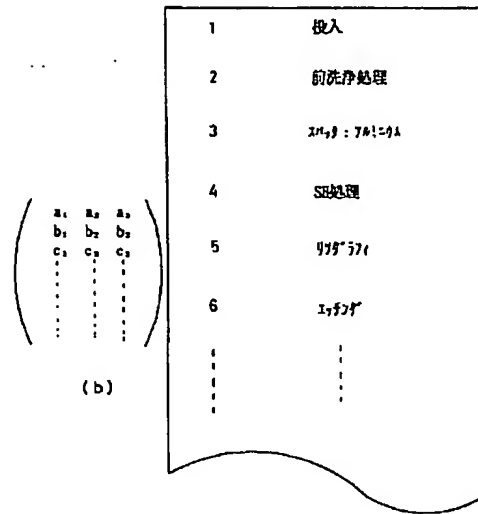 1 投入
2 前洗浄処理
3 ｽﾊﾟｯﾀ : ｱﾙﾐﾆｳﾑ
4 SE処理
5 ﾘｿｸﾞﾗﾌｨ
6 ｴｯﾁﾝｸﾞ
a₁ a₂ a₃
b₁ b₂ b₃
c₁ c₂ c₃
(b)